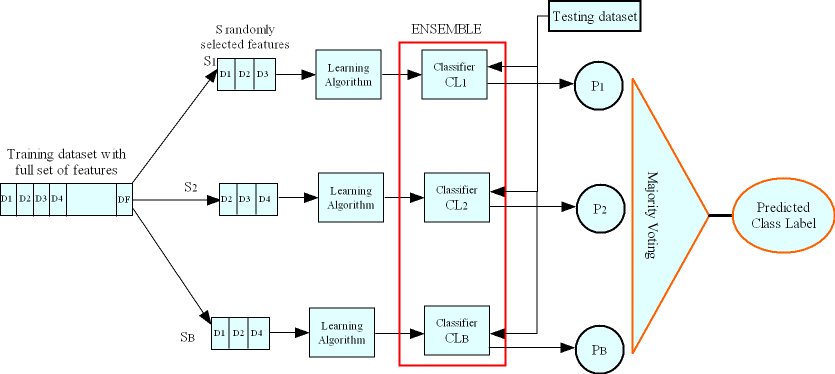 S randomly
selected features
ENSEMBLE
Testing dataset
S1
D1 D2 D3
Learning
Algorithm
Classifier
CL1
P1
Training dataset with
full set of features
D1 D2 D3 D4 DF
S2
D2 D3 D4
Learning
Algorithm
Classifier
CL2
P2
Majority Voting
Predicted
Class Label
SB
D1 D2 D4
Learning
Algorithm
Classifier
CLB
PB